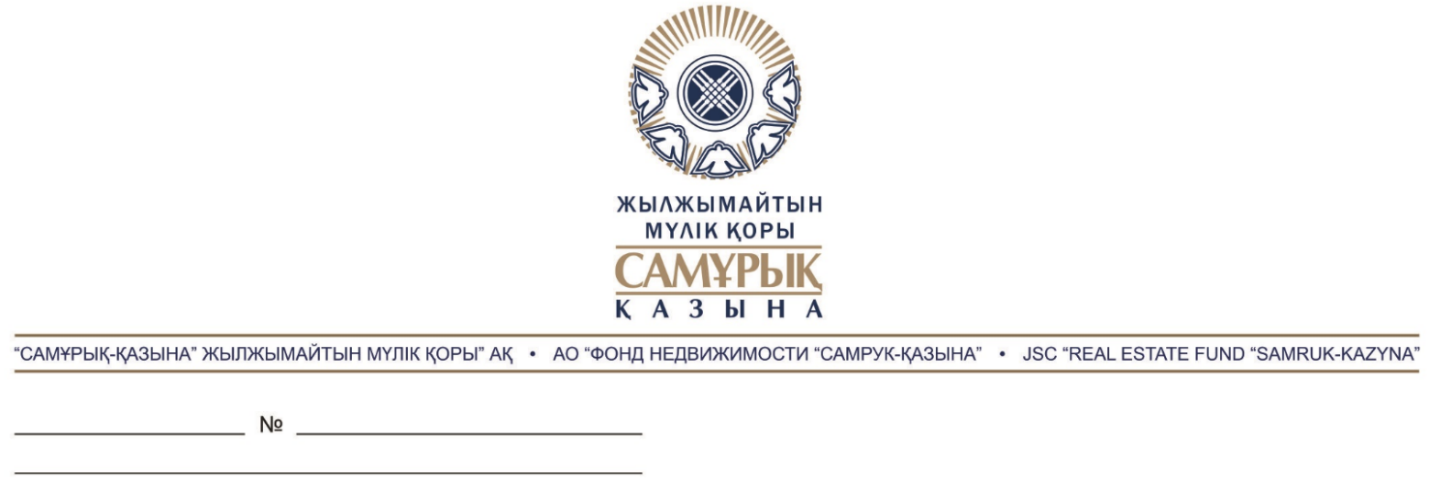 ЖЫЛЖЫМАЙТЫН
МҮЛІК ҚОРЫ
САМҰРЫҚ
ҚАЗЫНА
“САМҰРЫҚ-ҚАЗЫНА” ЖЫЛЖЫМАЙТЫН МҮЛІК ҚОРЫ” АҚ • АО “ФОНД НЕДВИЖИМОСТИ “САМРУК-ҚАЗЫНА” • JSC “REAL ESTATE FUND “SAMRUK-KAZYNA”
№